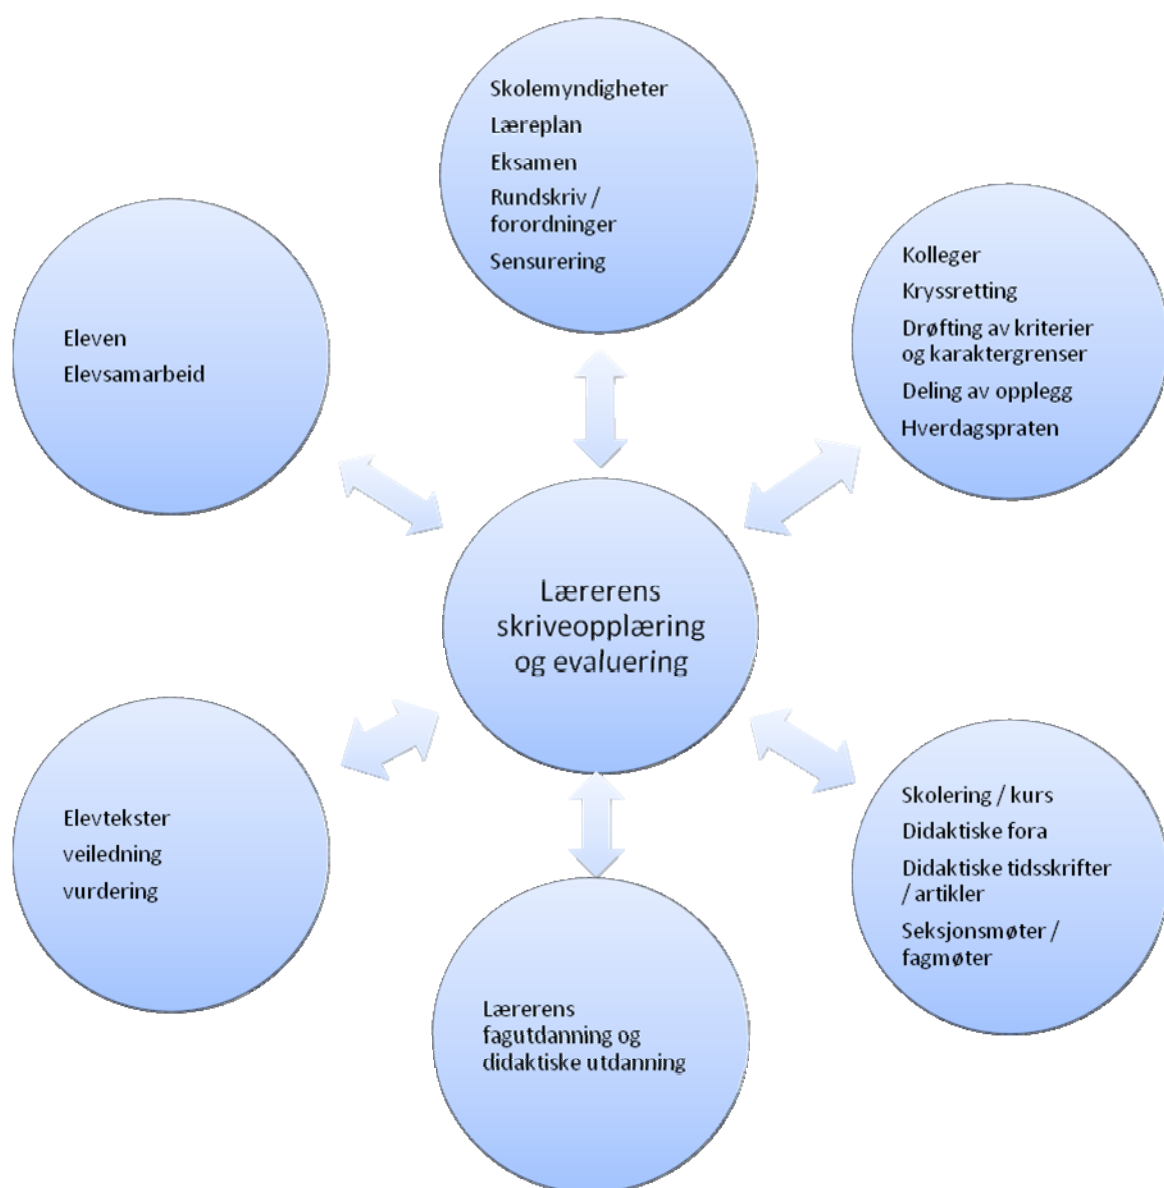 Skolemyndigheter
Læreplan
Eksamen
Rundskriv /
forordninger
Sensurering
Kolleger
Kryssretting
Drøfting av kriterier
og karaktergrenser
Deling av opplegg
Hverdagspraten
Eleven
Elevsamarbeid
Lærerens
skriveopplæring
og evaluering
Elevtekster
veiledning
vurdering
Skolering / kurs
Didaktiske fora
Didaktiske tidsskrifter
/ artikler
Seksjonsmøter /
fagmøter
Lærerens
fagutdanning og
didaktiske utdanning